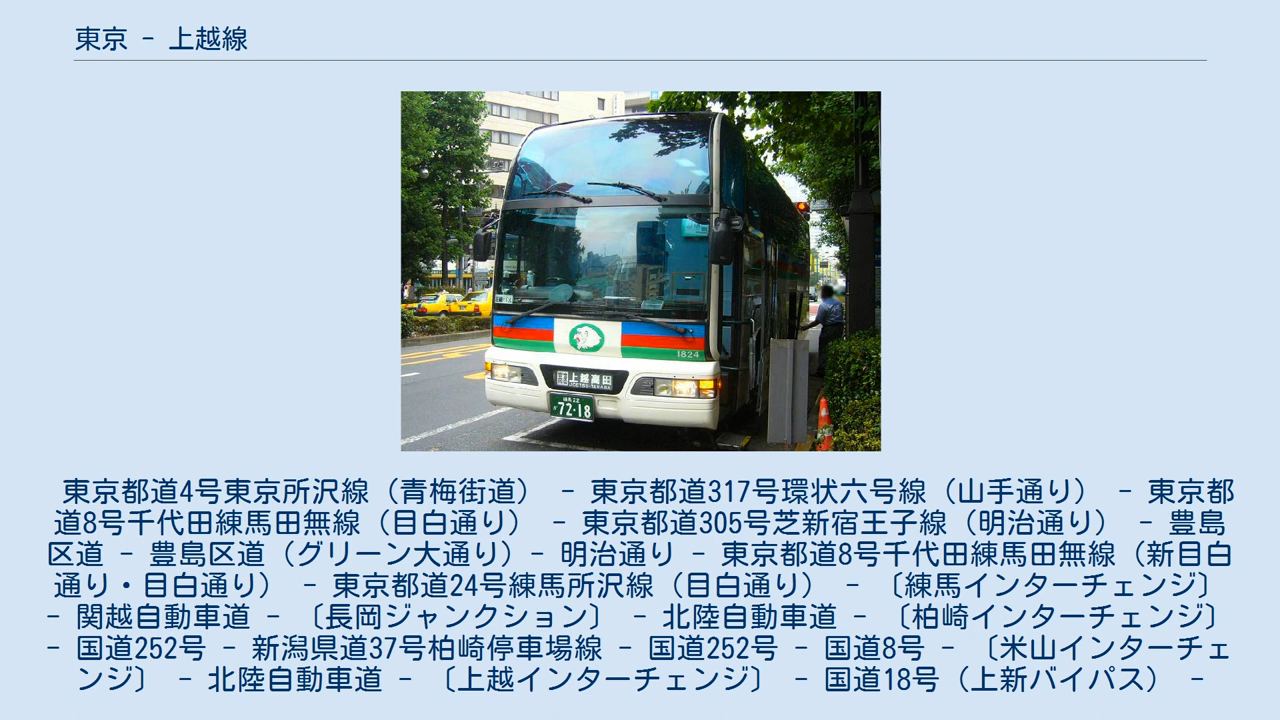 東京 - 上越線
1824
上越高田
JOETSU-TAKADA
72-18
東京都道4号東京所沢線（青梅街道） - 東京都道317号環状六号線（山手通り） - 東京都
道8号千代田練馬田無線（目白通り） - 東京都道305号芝新宿王子線（明治通り） - 豊島
区道 - 豊島区道（グリーン大通り）- 明治通り - 東京都道8号千代田練馬田無線（新目白
通り・目白通り） - 東京都道24号練馬所沢線（目白通り） - 〔練馬インターチェンジ〕
- 関越自動車道 - 〔長岡ジャンクション〕 - 北陸自動車道 - 〔柏崎インターチェンジ〕
- 国道252号 - 新潟県道37号柏崎停車場線 - 国道252号 - 国道8号 - 〔米山インターチェ
ンジ〕 - 北陸自動車道 - 〔上越インターチェンジ〕 - 国道18号（上新バイパス） -